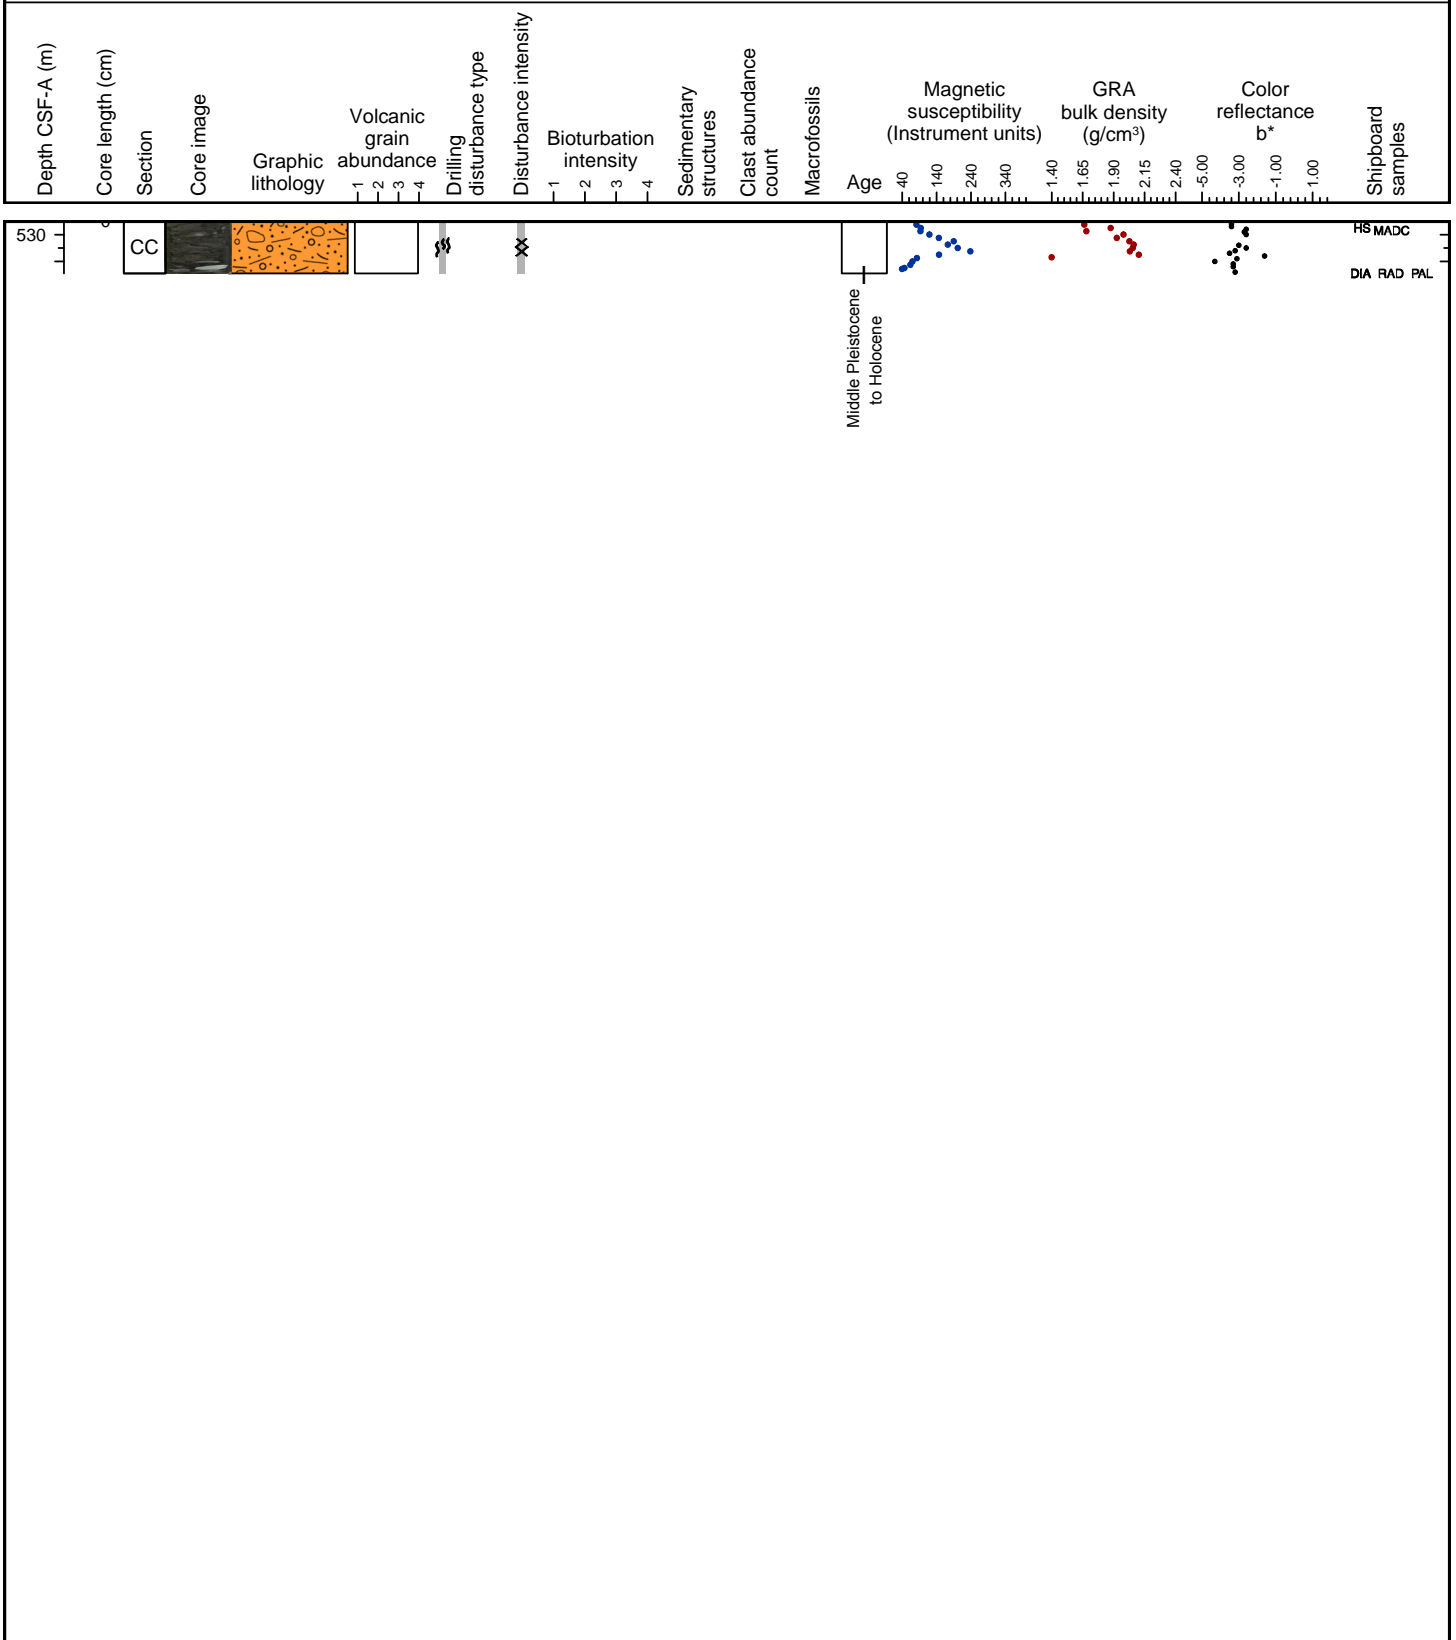 Depth CSF-A (m)
Core length (cm)
Section
Core image
Graphic
lithology
Volcanic
grain
abundance
1 2 3 4
Drilling
disturbance type
Disturbance intensity
Bioturbation
intensity
1 2 3 4
Sedimentary
structures
Clast abundance
count
Macrofossils
Age
Magnetic
susceptibility
(Instrument units)
40 140 240 340
GRA
bulk density
(g/cm³)
1.40 1.65 1.90 2.15 2.40
Color
reflectance
b*
-5.00 -3.00 -1.00 1.00
Shipboard
samples
530
CC
HS MADC
DIA RAD PAL
Middle Pleistocene
to Holocene